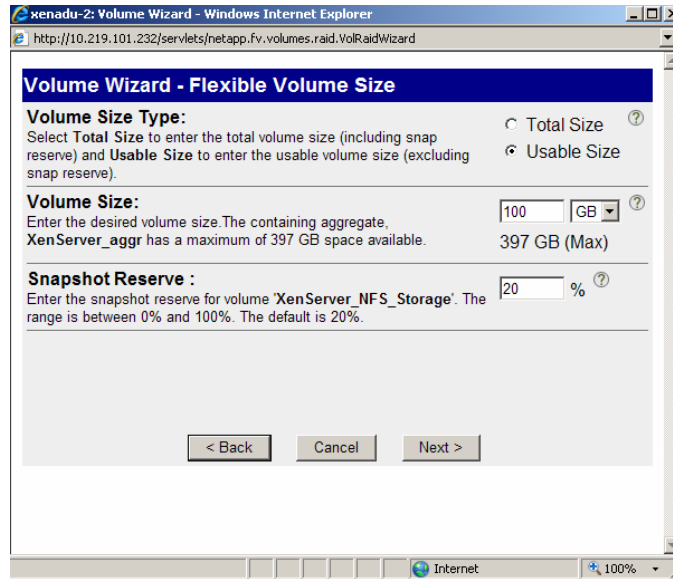 xenadu-2: Volume Wizard - Windows Internet Explorer
http://10.219.101.232/servlets/netapp.fv.volumes.raid.VolRaidWizard
Volume Wizard - Flexible Volume Size
Volume Size Type:
Select Total Size to enter the total volume size (including snap
reserve) and Usable Size to enter the usable volume size (excluding
snap reserve).
Total Size
Usable Size
Volume Size:
Enter the desired volume size.The containing aggregate,
XenServer_aggr has a maximum of 397 GB space available.
100 GB
397 GB (Max)
Snapshot Reserve :
Enter the snapshot reserve for volume 'XenServer_NFS_Storage'. The
range is between 0% and 100%. The default is 20%.
20 %
< Back Cancel Next >
Internet 100%